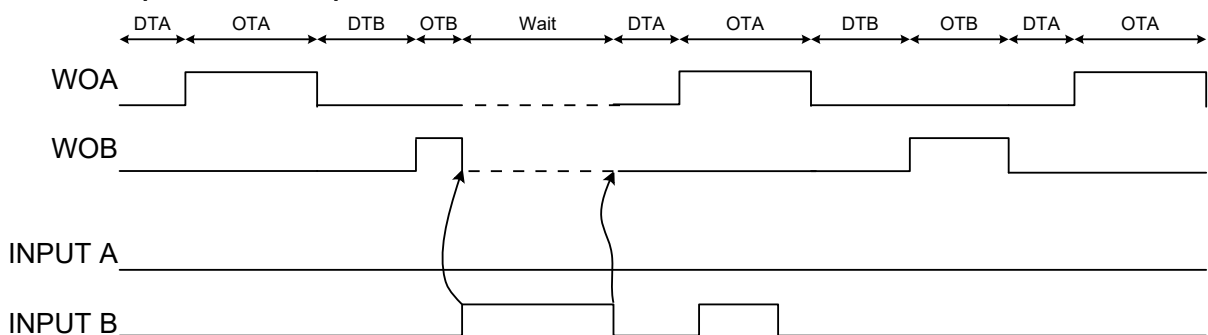 DTA OTA DTB OTB Wait DTA OTA DTB OTB DTA OTA
WOA
WOB
INPUT A
INPUT B